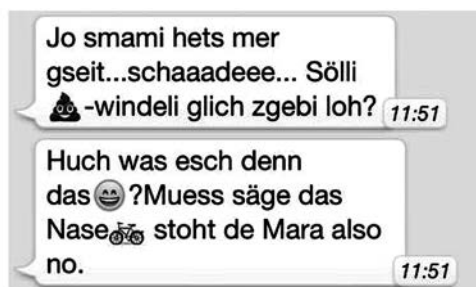 Jo smami hets mer
gseit...schaaadeee... Sölli
💩-windeli glich zgebi loh? 11:51
Huch was esch denn
das😄?Muess säge das
Nase🚲 stoht de Mara also
no. 11:51